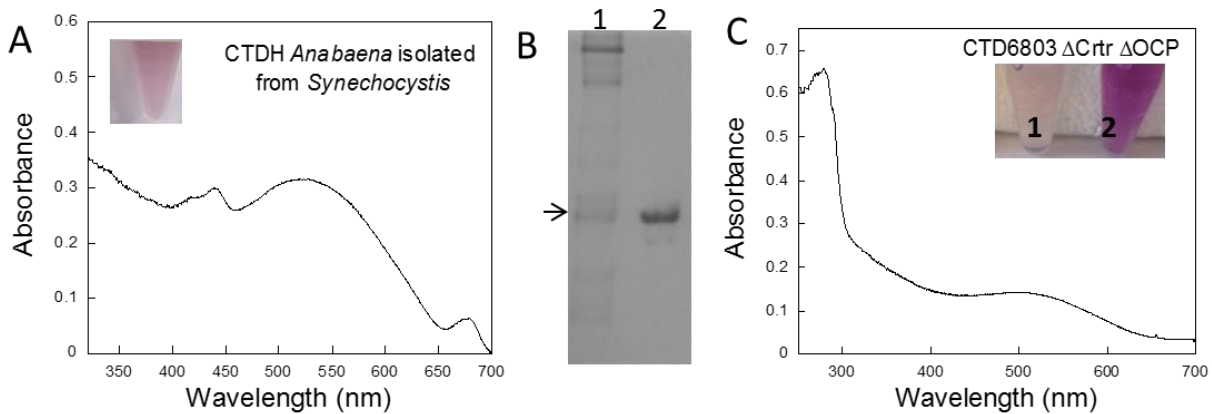 A
CTDH Anabaena isolated
from Synechocystis
Absorbance
0.6
0.5
0.4
0.3
0.2
0.1
0
350 400 450 500 550 600 650 700
Wavelength (nm)
B
1 2
C
CTD6803 ΔCrtr ΔOCP
1 2
Absorbance
0.7
0.6
0.5
0.4
0.3
0.2
0.1
0
300 400 500 600 700
Wavelength (nm)